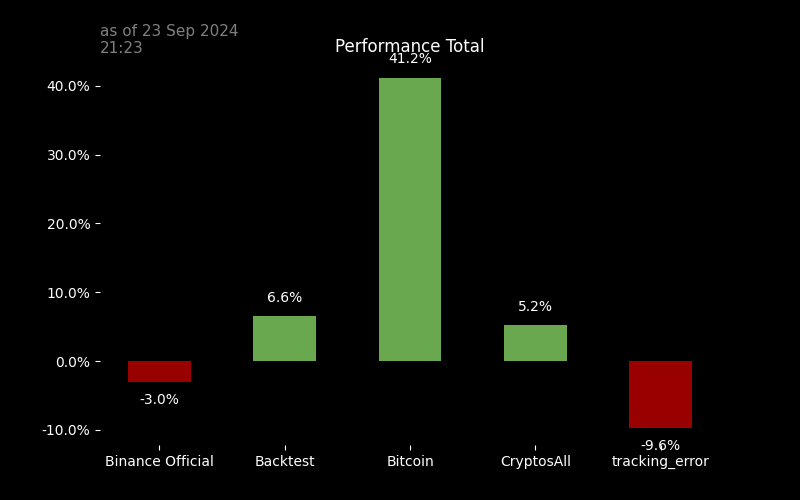 as of 23 Sep 2024
21:23
Performance Total
41.2%
40.0%
30.0%
20.0%
6.6%
5.2%
10.0%
0.0%
-3.0%
-10.0%
-9.6%
Binance Official
Backtest
Bitcoin
CryptosAll
tracking_error